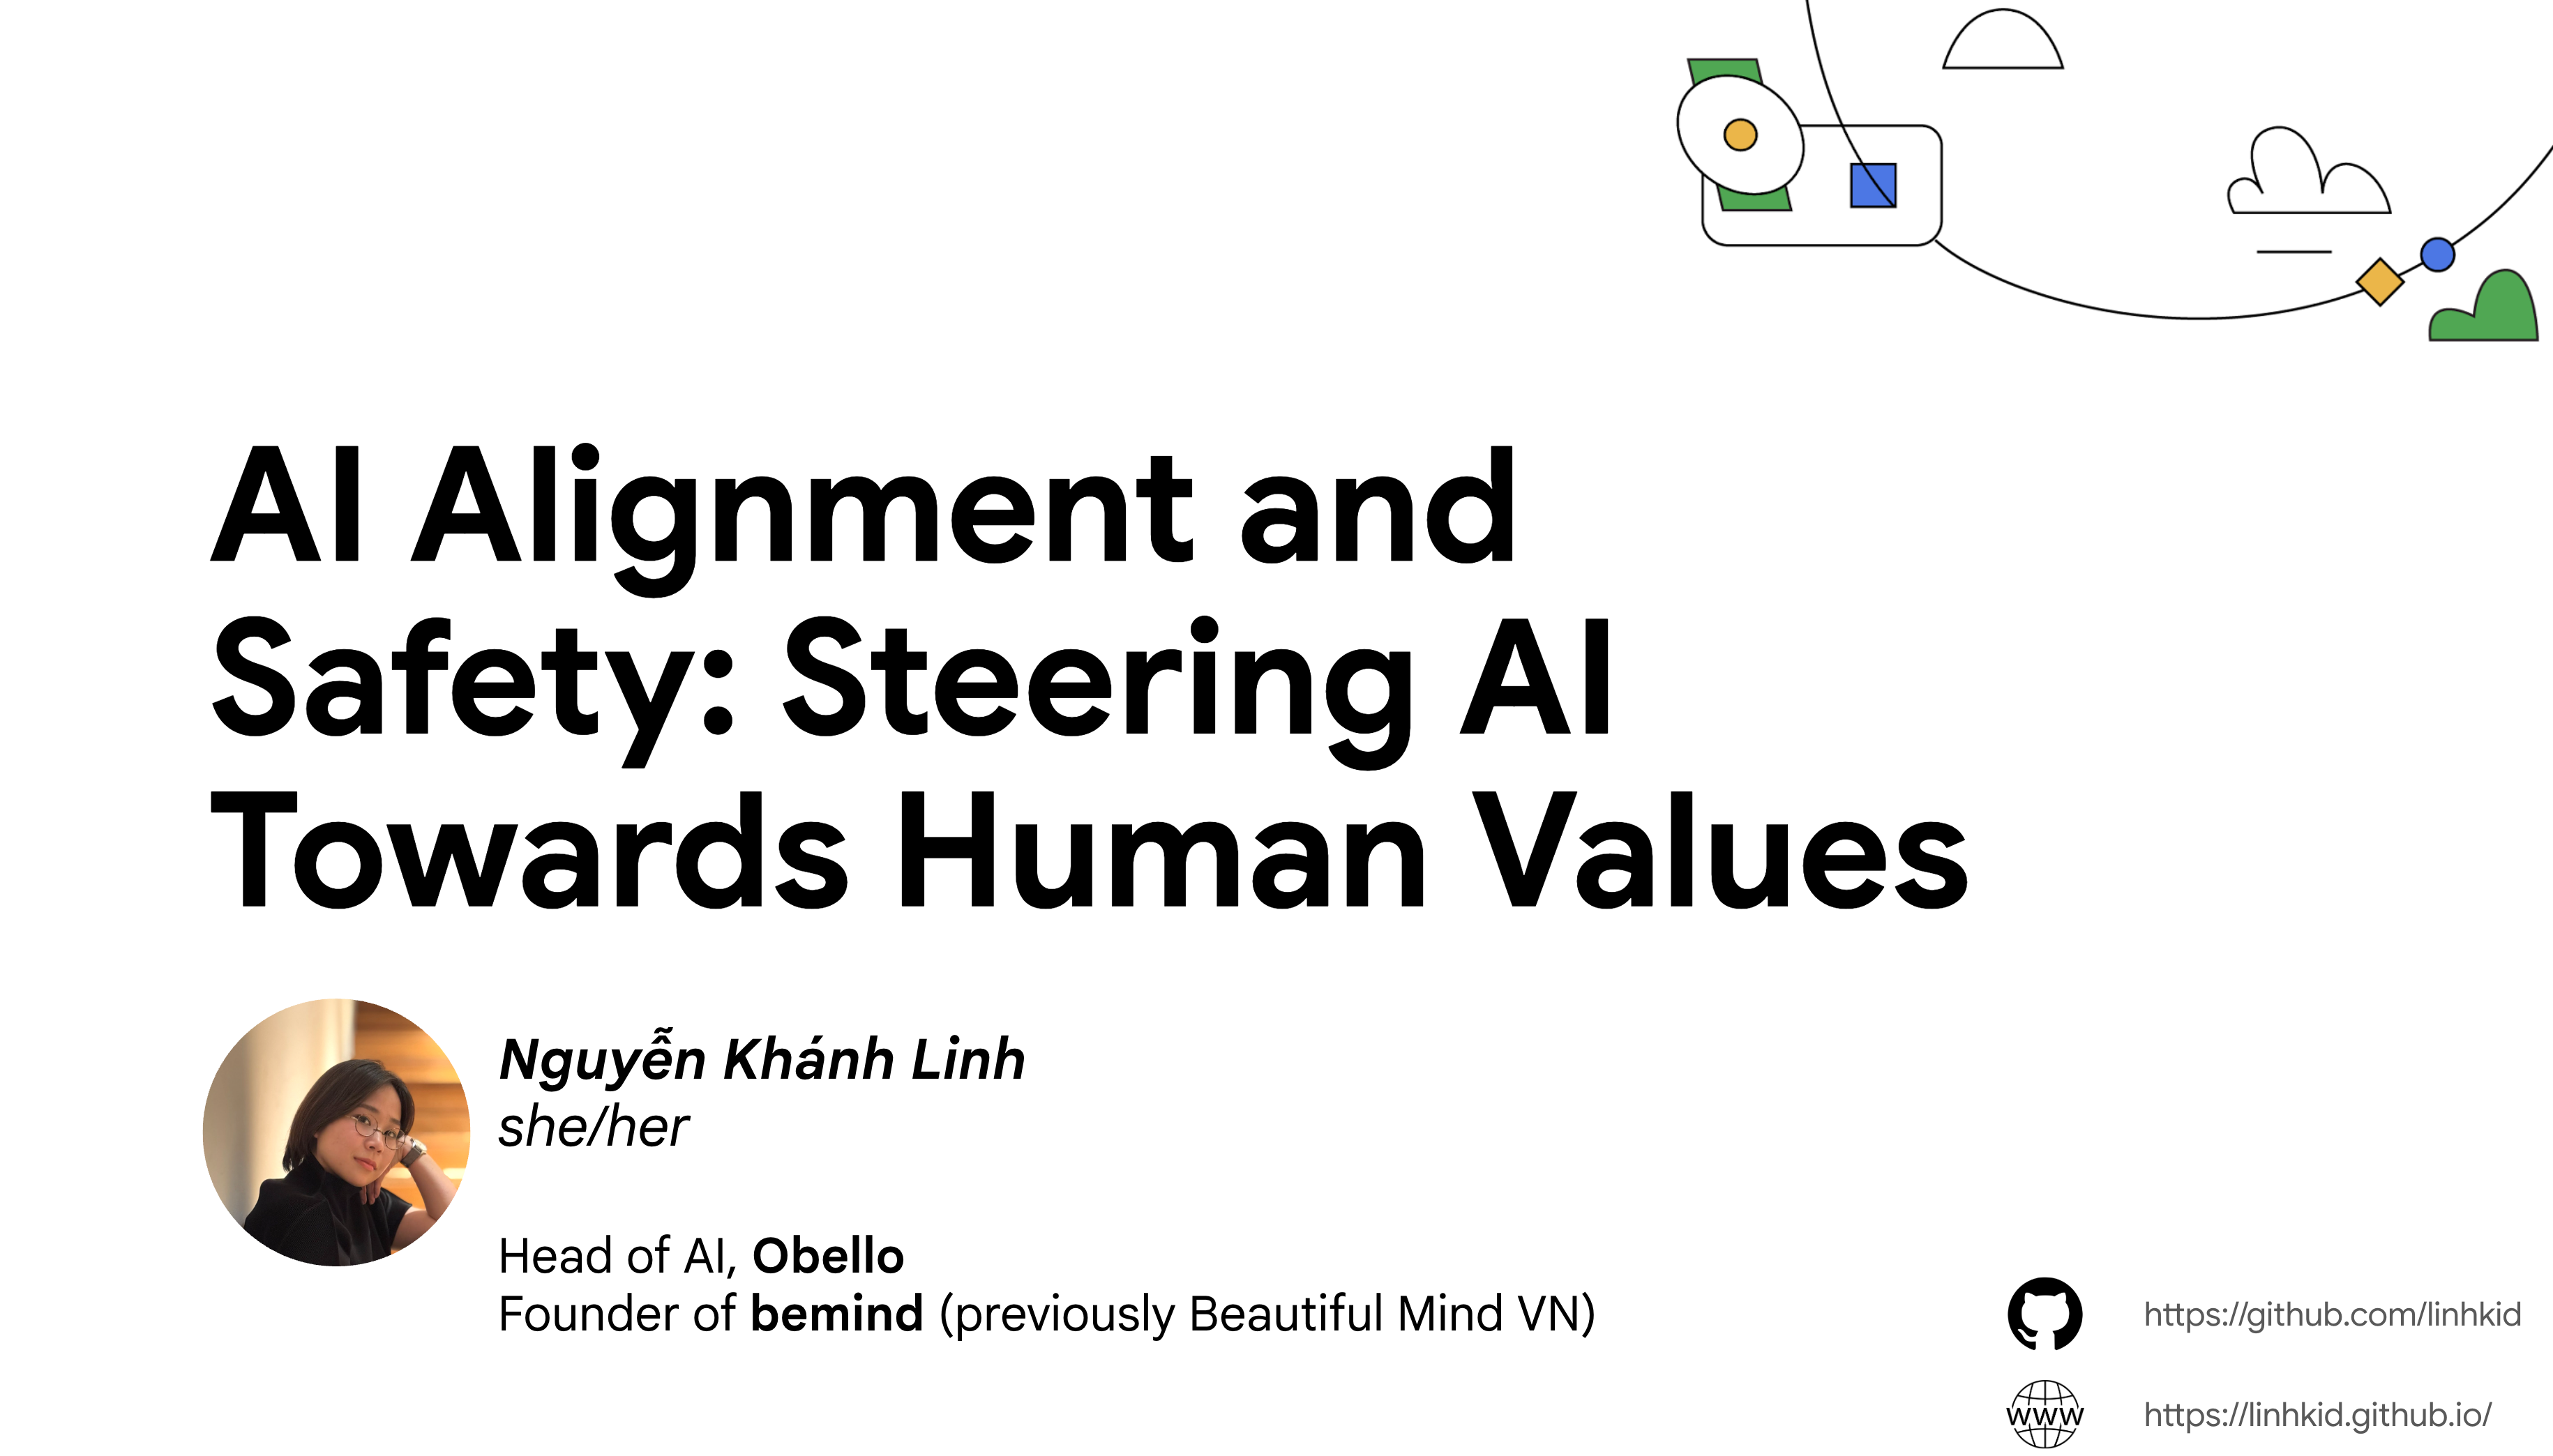 AI Alignment and
Safety: Steering AI
Towards Human Values
Nguyễn Khánh Linh
she/her
Head of AI, Obello
Founder of bemind (previously Beautiful Mind VN)
https://github.com/linhkid
WWW
https://linhkid.github.io/